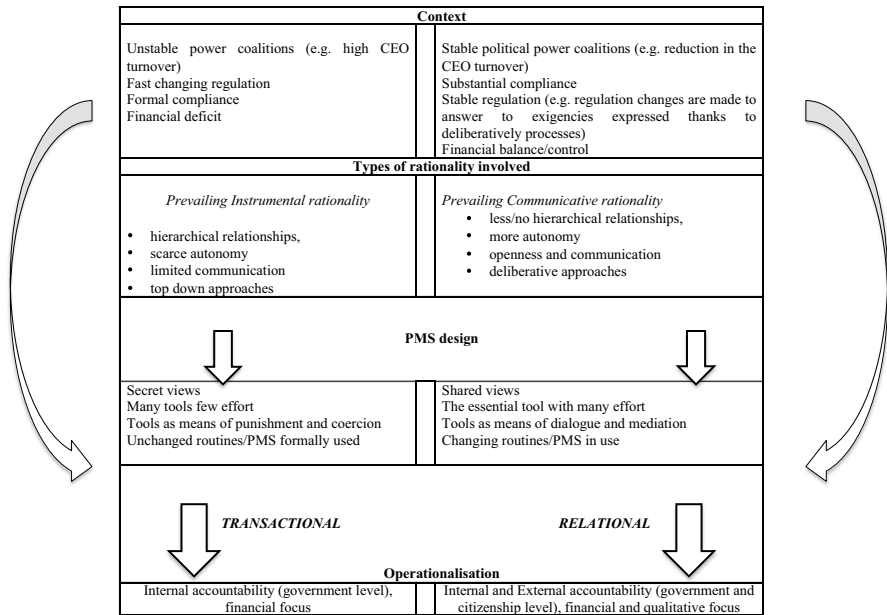 Context
Unstable power coalitions (e.g. high CEO
turnover)
Fast changing regulation
Formal compliance
Financial deficit
Stable political power coalitions (e.g. reduction in the
CEO turnover)
Substantial compliance
Stable regulation (e.g. regulation changes are made to
answer to exigencies expressed thanks to
deliberatively processes)
Financial balance/control
Types of rationality involved
Prevailing Instrumental rationality
• hierarchical relationships,
• scarce autonomy
• limited communication
• top down approaches
Prevailing Communicative rationality
• less/no hierarchical relationships,
• more autonomy
• openness and communication
• deliberative approaches
PMS design
Secret views
Many tools few effort
Tools as means of punishment and coercion
Unchanged routines/PMS formally used
Shared views
The essential tool with many effort
Tools as means of dialogue and mediation
Changing routines/PMS in use
TRANSACTIONAL
RELATIONAL
Operationalisation
Internal accountability (government level),
financial focus
Internal and External accountability (government and
citizenship level), financial and qualitative focus